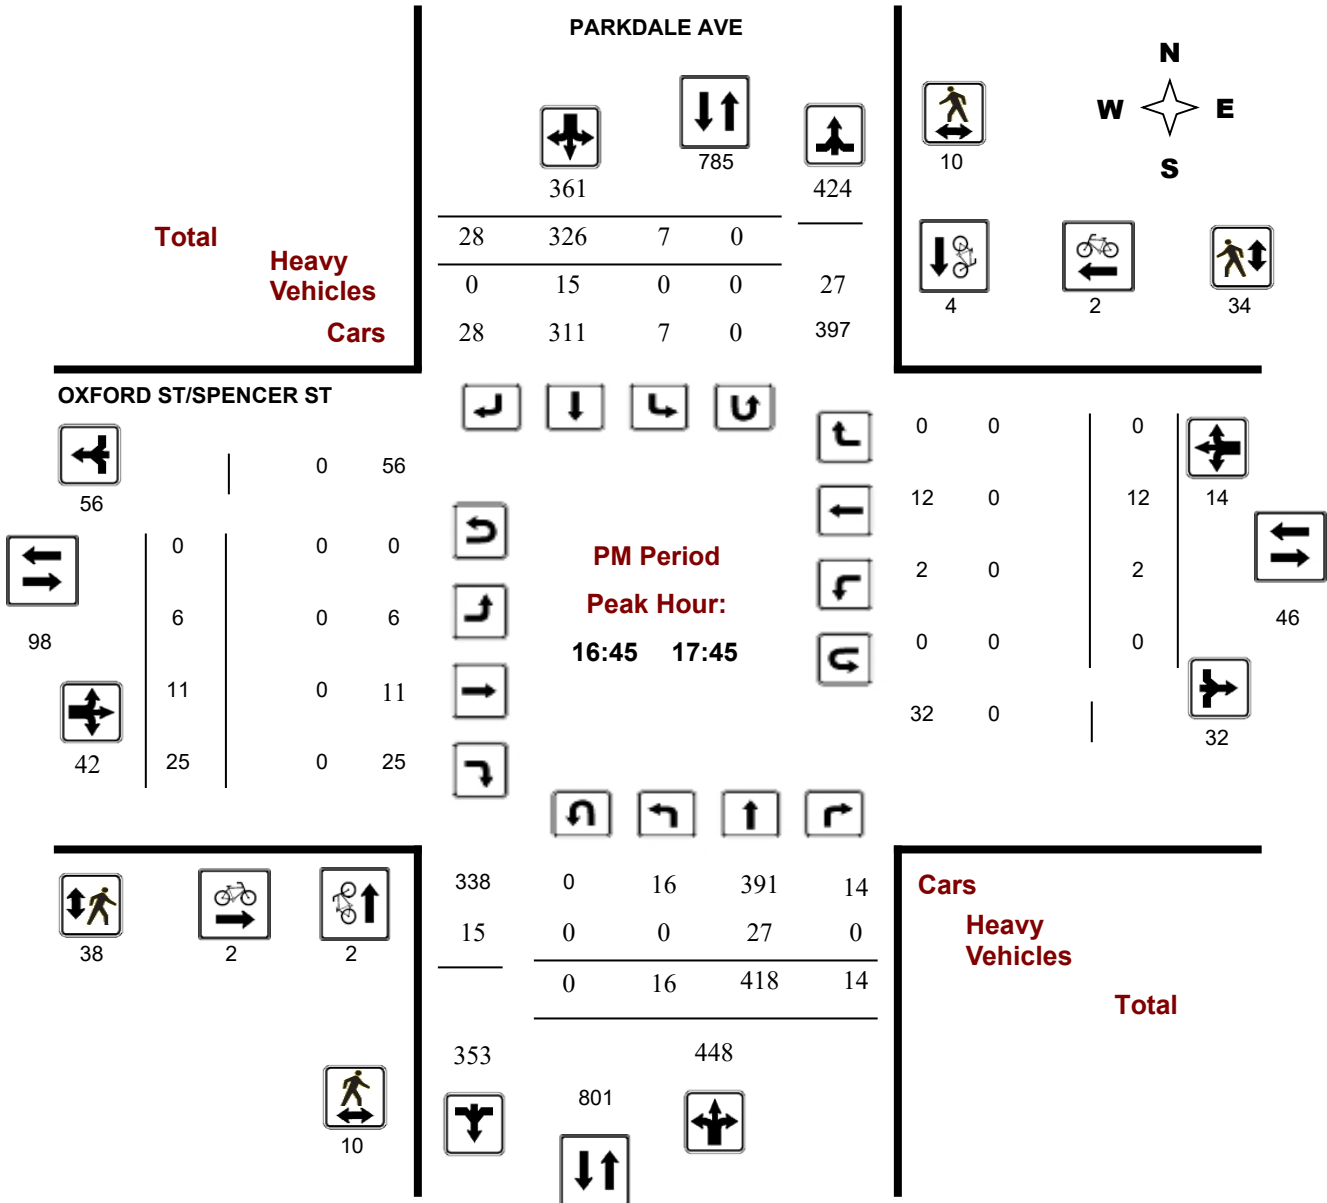 PARKDALE AVE
N
W E
S
10
785
361 424
Total 28 326 7 0
Heavy
Vehicles 0 15 0 0 27
Cars 28 311 7 0 397
4 2 34
OXFORD ST/SPENCER ST
0 0 0
0 56
56
12 0 12 14
0 0 0
PM Period
2 0 2
Peak Hour:
6 0 6
46
98
16:45 17:45
0 0 0
11 0 11
32 0
32
42 25 0 25
338 0 16 391 14 Cars
15 0 0 27 0 Heavy
Vehicles
38 2 2
0 16 418 14 Total
353 448
801
10